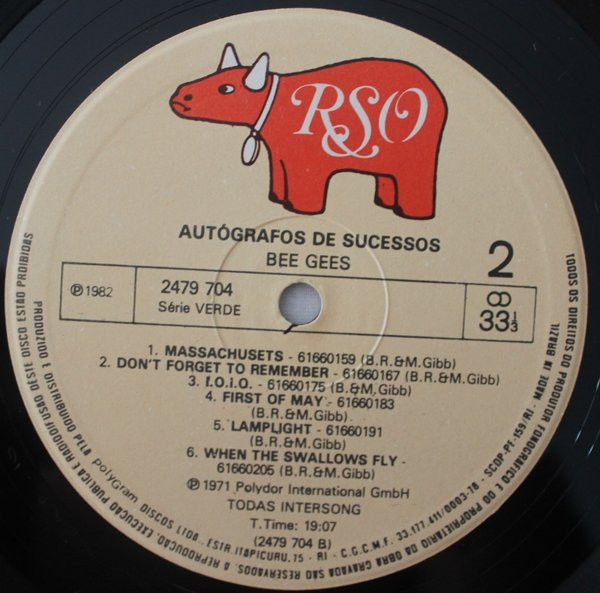 RSO
AUTÓGRAFOS DE SUCESSOS
BEE GEES
2
℗ 1982
2479 704
Série VERDE
33⅓
1. MASSACHUSETS - 61660159 (B.R.&M.Gibb)
2. DON'T FORGET TO REMEMBER - 61660167 (B.R.&M.Gibb)
3. I.O.I.O. - 61660175 (B.R.&M.Gibb)
4. FIRST OF MAY - 61660183
(B.R.&M.Gibb)
5. LAMPLIGHT - 61660191
(B.R.&M.Gibb)
6. WHEN THE SWALLOWS FLY -
61660205 (B.R.&M.Gibb)
℗ 1971 Polydor International GmbH
TODAS INTERSONG
T.Time: 19:07
(2479 704 B)
PRODUZIDO E DISTRIBUIDO PELA polyGram DISCOS LTDA. ESTR.ITAPICURU,75 - RJ - C.G.C.M.F. 33.177.411/0003-78 - SCDP-PF-159/RJ. MADE IN BRAZIL
TODOS OS DIREITOS DO PRODUTOR FONOGRÁFICO E DO PROPRIETÁRIO DA OBRA GRAVADA SÃO RESERVADOS. A REPRODUÇÃO, EXECUÇÃO PÚBLICA E RADIODIFUSÃO DESTE DISCO ESTÃO PROIBIDAS